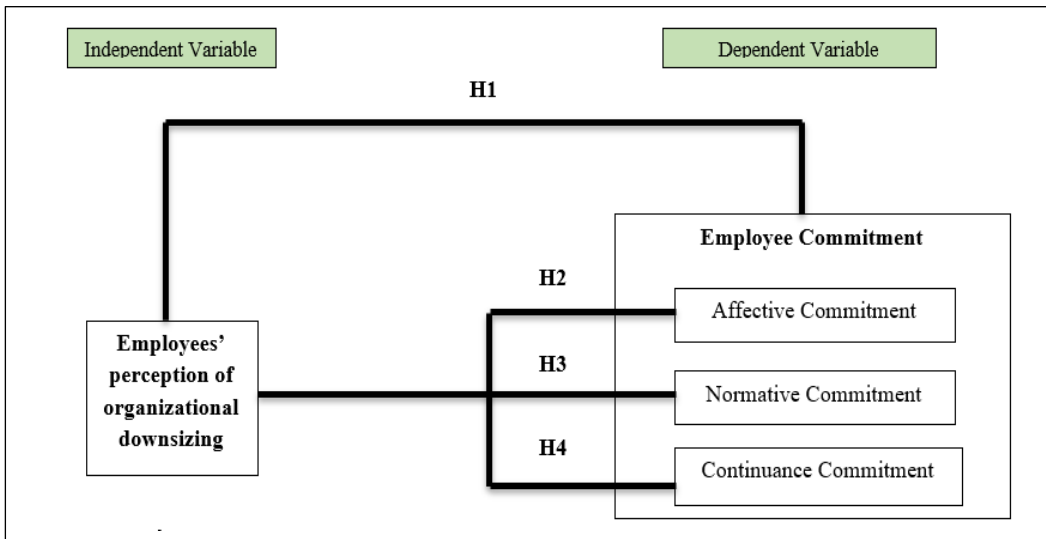 Independent Variable
Dependent Variable
H1
Employee Commitment
H2
Affective Commitment
Employees’
perception of
organizational
downsizing
H3
Normative Commitment
H4
Continuance Commitment